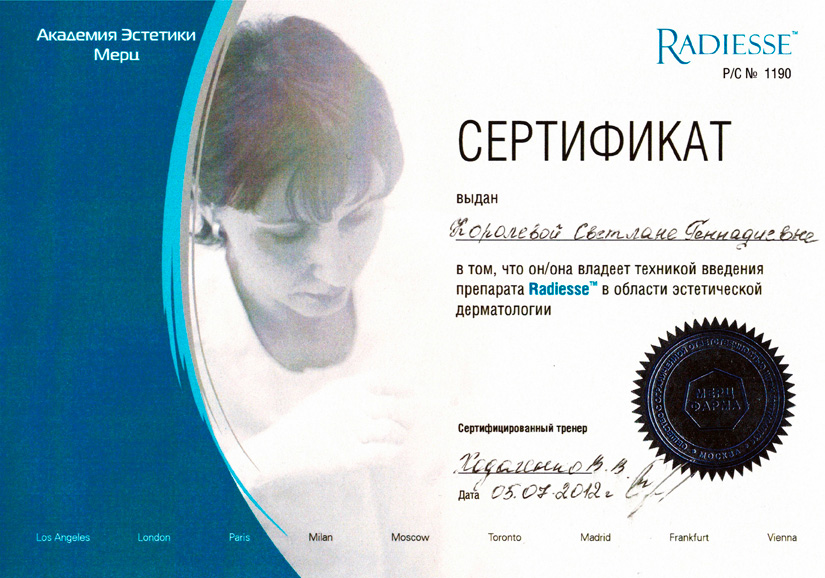 Академия Эстетики
Мерц
RADIESSE™
Р/С № 1190
СЕРТИФИКАТ
выдан
Королевой Светлане Геннадиевне
в том, что он/она владеет техникой введения
препарата Radiesse™ в области эстетической
дерматологии
МЕРЦ
ФАРМА
МОСКВА
Сертифицированный тренер
В.В.
Дата 05.07.2012г
Los Angeles London Paris Milan Moscow Toronto Madrid Frankfurt Vienna